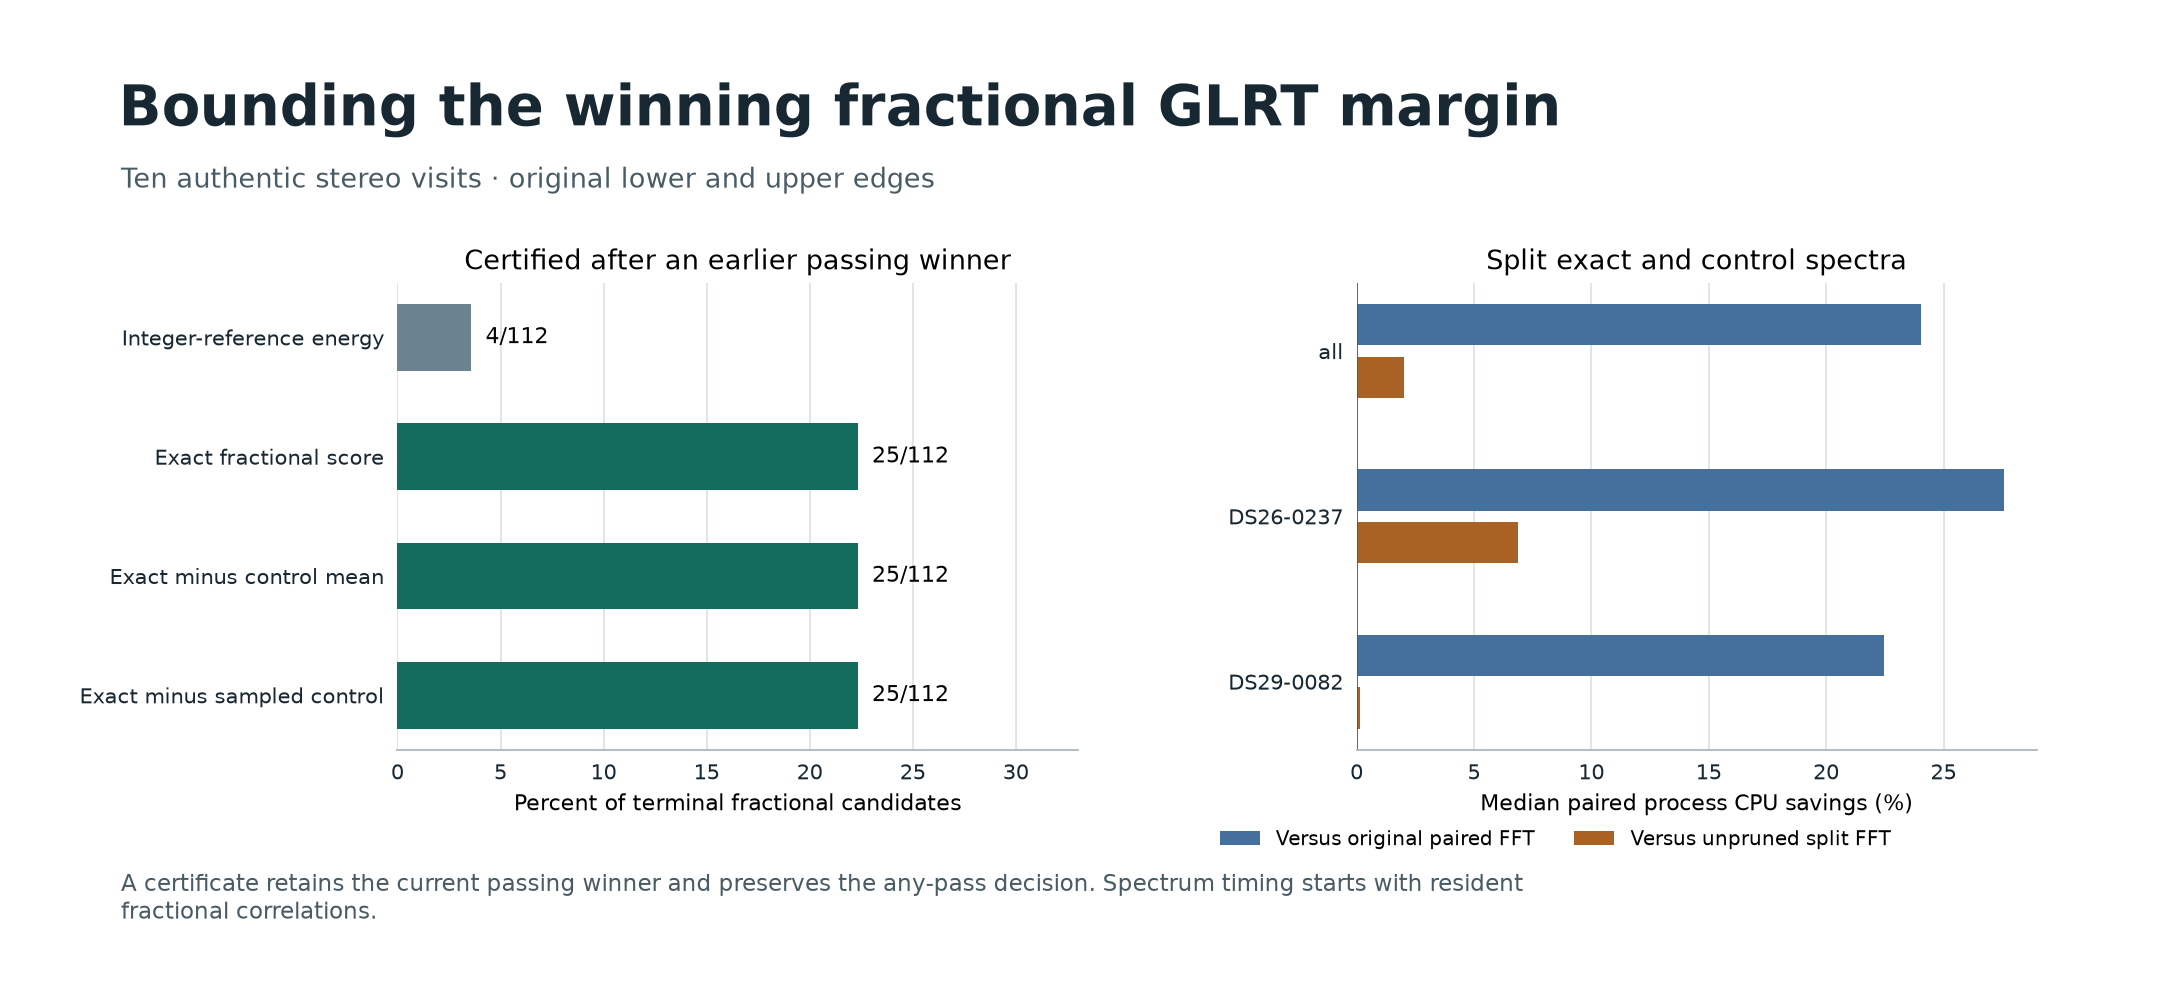 Bounding the winning fractional GLRT margin
Ten authentic stereo visits · original lower and upper edges
Certified after an earlier passing winner
Integer-reference energy
4/112
Exact fractional score
25/112
Exact minus control mean
25/112
Exact minus sampled control
25/112
0 5 10 15 20 25 30
Percent of terminal fractional candidates
Split exact and control spectra
all
DS26-0237
DS29-0082
0 5 10 15 20 25
Median paired process CPU savings (%)
Versus original paired FFT Versus unpruned split FFT
A certificate retains the current passing winner and preserves the any-pass decision. Spectrum timing starts with resident
fractional correlations.